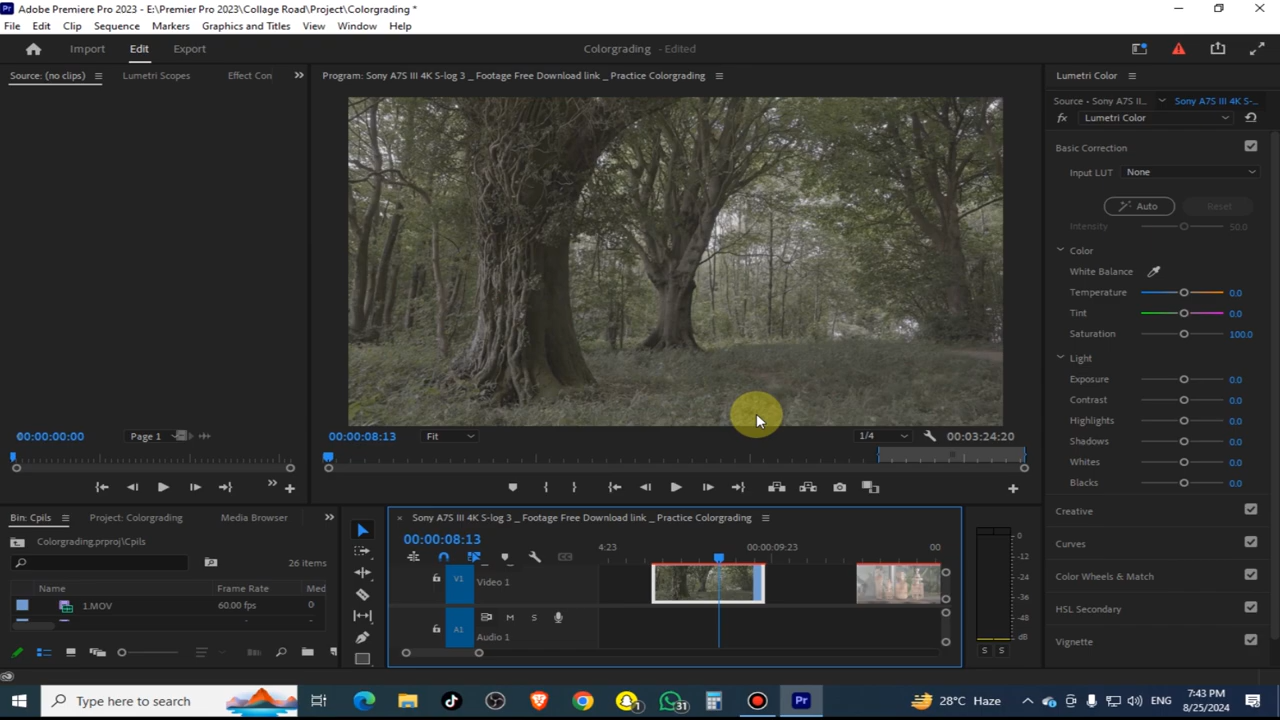 Pr Adobe Premiere Pro 2023 - E:\Premier Pro 2023\Collage Road\Project\Colorgrading *
File Edit Clip Sequence Markers Graphics and Titles View Window Help
Import Edit Export Colorgrading - Edited
Source: (no clips) Lumetri Scopes Effect Con
Program: Sony A7S III 4K S-log 3 _ Footage Free Download link _ Practice Colorgrading
Lumetri Color
Source • Sony A7S II... Sony A7S III 4K S-...
fx Lumetri Color
Basic Correction
Input LUT None
Auto Reset
Intensity 50.0
Color
White Balance
Temperature 0.0
Tint 0.0
Saturation 100.0
Light
Exposure 0.0
Contrast 0.0
Highlights 0.0
Shadows 0.0
Whites 0.0
Blacks 0.0
Creative
Curves
Color Wheels & Match
HSL Secondary
Vignette
00:00:00:00 Page 1
00:00:08:13 Fit 1/4 00:03:24:20
Bin: Cpils Project: Colorgrading Media Browser
Colorgrading.prproj\Cpils
26 items
Name Frame Rate Med
1.MOV 60.00 fps 0
Sony A7S III 4K S-log 3 _ Footage Free Download link _ Practice Colorgrading
00:00:08:13
4:23 00:00:09:23 00
V1 Video 1
M S
A1 Audio 1
0
-12
-24
-36
-48
dB
S S
Type here to search
1
31
Pr
28°C Haze
ENG
7:43 PM
8/25/2024